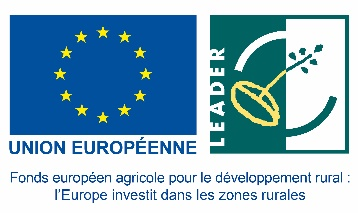 UNION EUROPÉENNE
LEADER
Fonds européen agricole pour le développement rural :
l'Europe investit dans les zones rurales